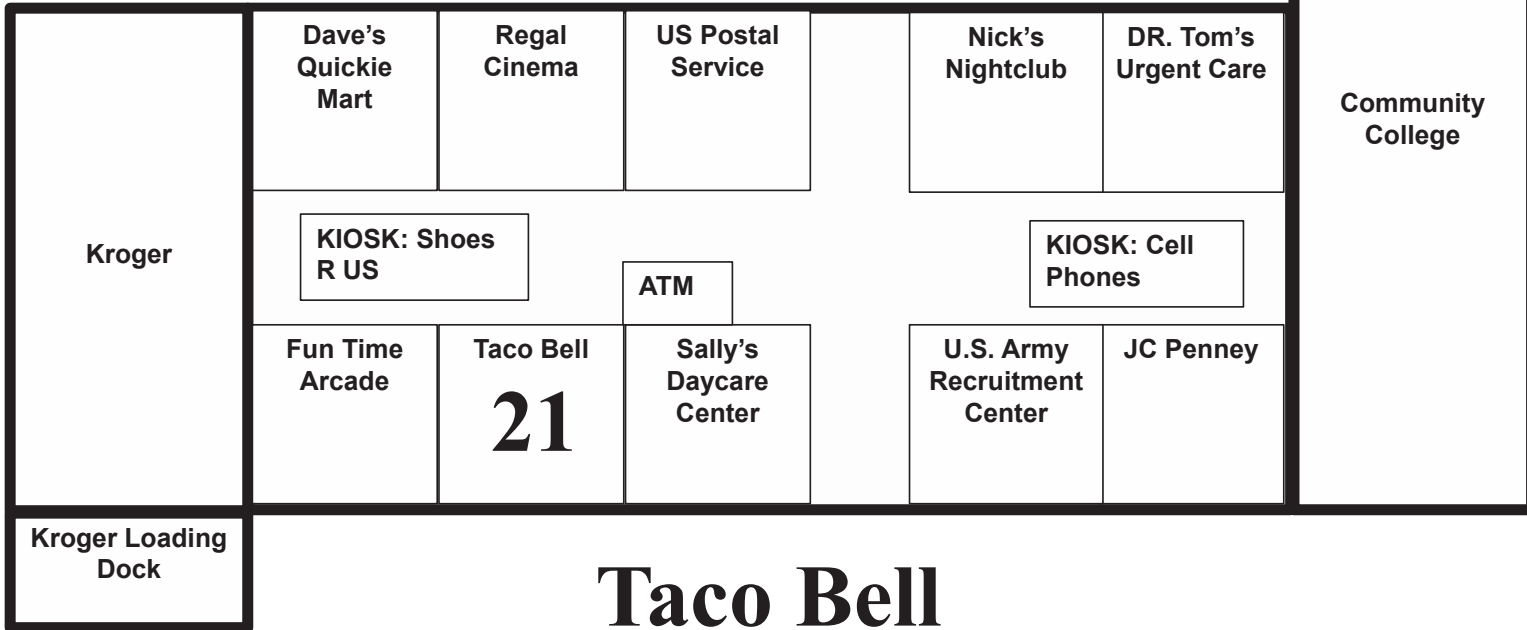 Dave’s
Quickie
Mart
Regal
Cinema
US Postal
Service
Nick's
Nightclub
DR. Tom’s
Urgent Care
Community
College
Kroger
KIOSK: Shoes
R US
ATM
KIOSK: Cell
Phones
Fun Time
Arcade
Taco Bell
21
Sally’s
Daycare
Center
U.S. Army
Recruitment
Center
JC Penney
Kroger Loading
Dock
Taco Bell